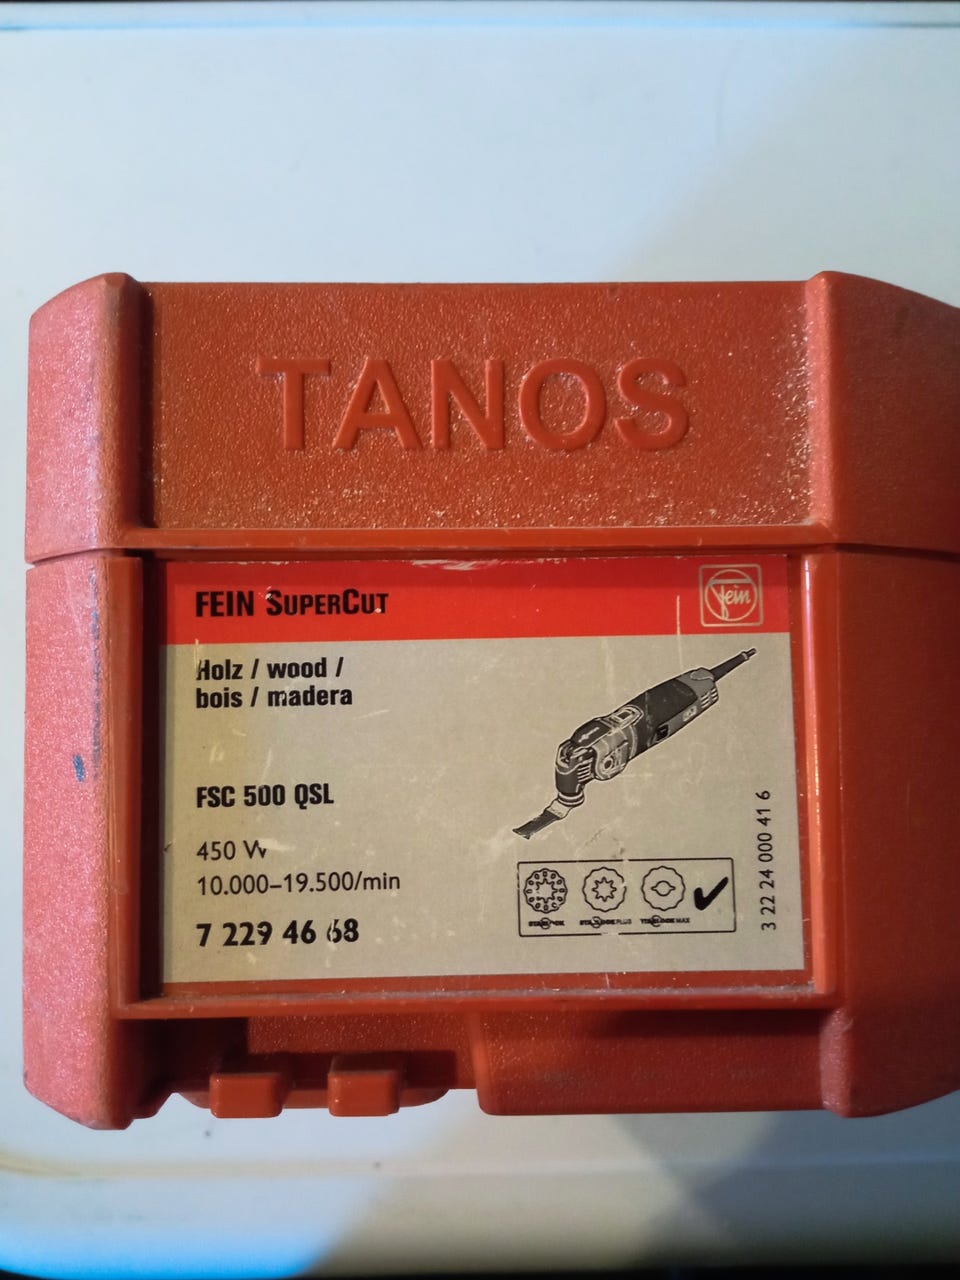 TANOS
FEIN SUPERCUT
fein
Holz / wood /
bois / madera
FSC 500 QSL
450 W
10.000–19.500/min
7 229 46 68
3 22 24 000 41 6